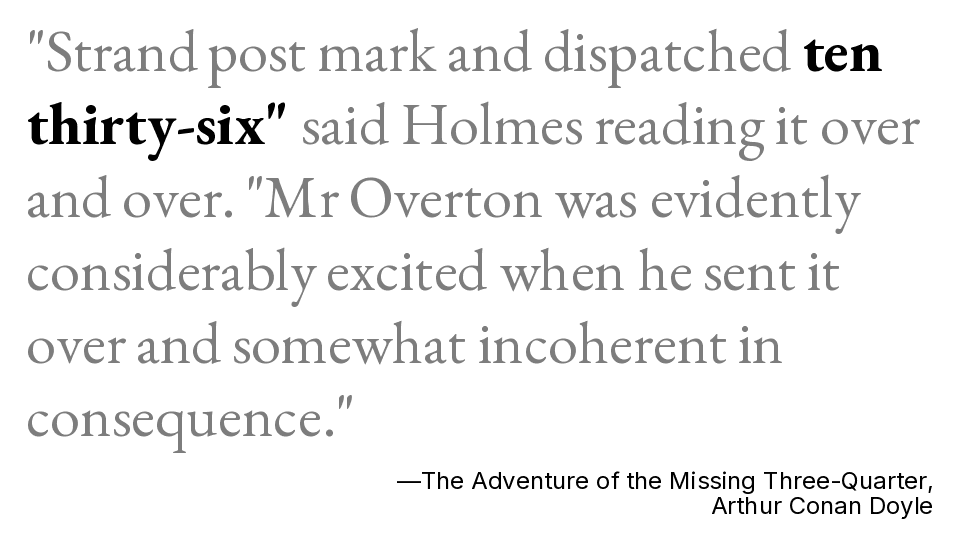 "Strand post mark and dispatched ten
thirty-six" said Holmes reading it over
and over. "Mr Overton was evidently
considerably excited when he sent it
over and somewhat incoherent in
consequence."
—The Adventure of the Missing Three-Quarter,
Arthur Conan Doyle